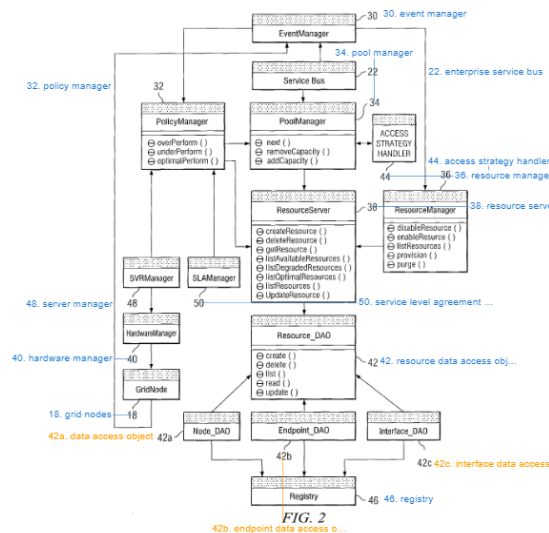 30
30. event manager
EventManager
34. pool manager
32. policy manager
Service Bus
22
22. enterprise service bus
32
PolicyManager
overPerform ( )
underPerform ( )
optimalPerform ( )
PoolManager
34
next ( )
removeCapacity ( )
addCapacity ( )
ACCESS
STRATEGY
HANDLER
44
44. access strategy handler
36. resource manage
36
38. resource serve
ResourceServer
38
createResource ( )
deleteResource ( )
getResource ( )
listAvailableResources ( )
listDegradedResources ( )
listOptimalResources ( )
listResources ( )
UpdateResource ( )
ResourceManager
disableResource ( )
enableResource ( )
listResources ( )
provision ( )
purge ( )
SVRManager
48
SLAManager
50
48. server manager
50. service level agreement ...
HardwareManager
40
40. hardware manager
Resource_DAO
create ( )
delete ( )
list ( )
read ( )
update ( )
42
42. resource data access obj...
GridNode
18
18. grid nodes
42a. data access object
42a
Node_DAO
Endpoint_DAO
42b
Interface_DAO
42c
42c. interface data access
Registry
46
46. registry
FIG. 2
42b. endpoint data access o...